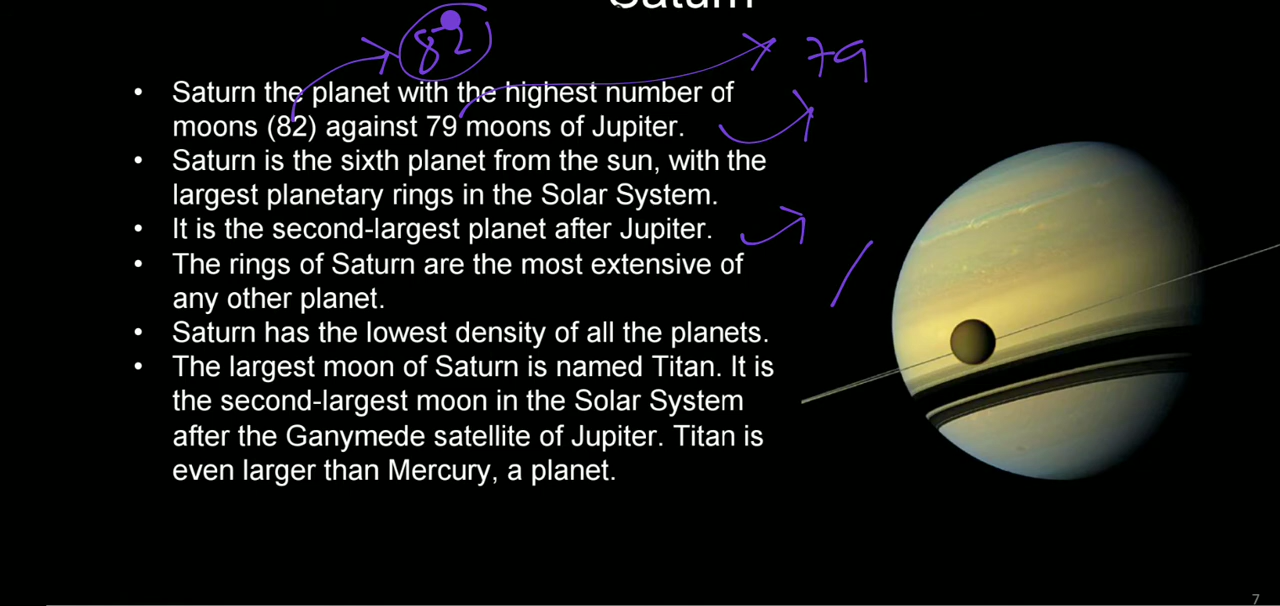 Saturn
82
79
• Saturn the planet with the highest number of
moons (82) against 79 moons of Jupiter.
• Saturn is the sixth planet from the sun, with the
largest planetary rings in the Solar System.
• It is the second-largest planet after Jupiter.
• The rings of Saturn are the most extensive of
any other planet.
• Saturn has the lowest density of all the planets.
• The largest moon of Saturn is named Titan. It is
the second-largest moon in the Solar System
after the Ganymede satellite of Jupiter. Titan is
even larger than Mercury, a planet.
7